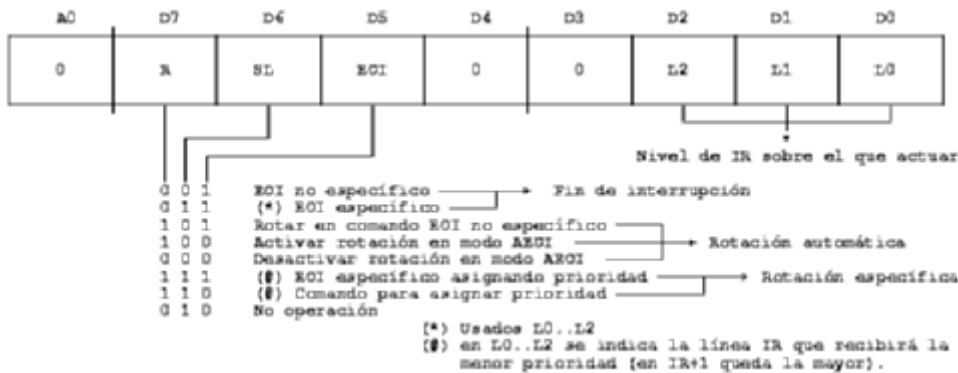 A0 D7 D6 D5 D4 D3 D2 D1 D0
0 R SL EOI 0 0 L2 L1 L0
Nivel de IR sobre el que actuar
0 0 1 EOI no específico Fin de interrupción
0 1 1 (*) EOI específico
1 0 1 Rotar en comando EOI no específico
1 0 0 Activar rotación en modo AEOI Rotación automática
0 0 0 Desactivar rotación en modo AEOI
1 1 1 (@) EOI específico asignando prioridad Rotación específica
1 1 0 (@) Comando para asignar prioridad
0 1 0 No operación
(*) Usados L0..L2
(@) en L0..L2 se indica la línea IR que recibirá la
menor prioridad (en IR+1 queda la mayor).